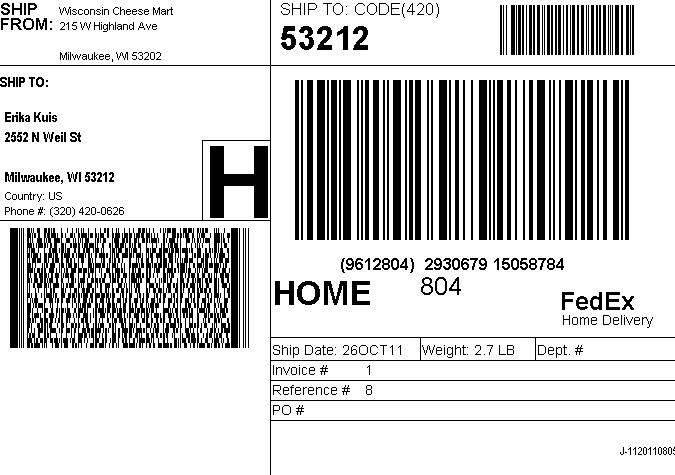 SHIP FROM:
Wisconsin Cheese Mart
215 W Highland Ave
Milwaukee, WI 53202
SHIP TO: CODE(420)
53212
SHIP TO:
Erika Kuis
2552 N Weil St
Milwaukee, WI 53212
Country: US
Phone #: (320) 420-0626
H
(9612804) 2930679 15058784
HOME
804
FedEx
Home Delivery
Ship Date: 26OCT11 Weight: 2.7 LB Dept. #
Invoice # 1
Reference # 8
PO #
J-1120110805